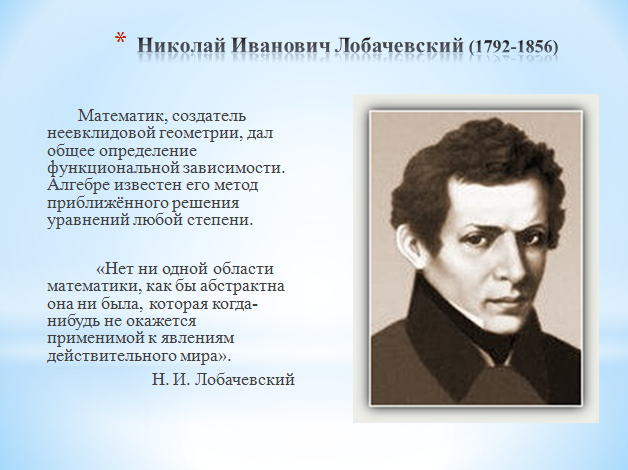 * Николай Иванович Лобачевский (1792-1856)
Математик, создатель
неевклидовой геометрии, дал
общее определение
функциональной зависимости.
Алгебре известен его метод
приближённого решения
уравнений любой степени.
«Нет ни одной области
математики, как бы абстрактна
она ни была, которая когда-
нибудь не окажется
применимой к явлениям
действительного мира».
Н. И. Лобачевский